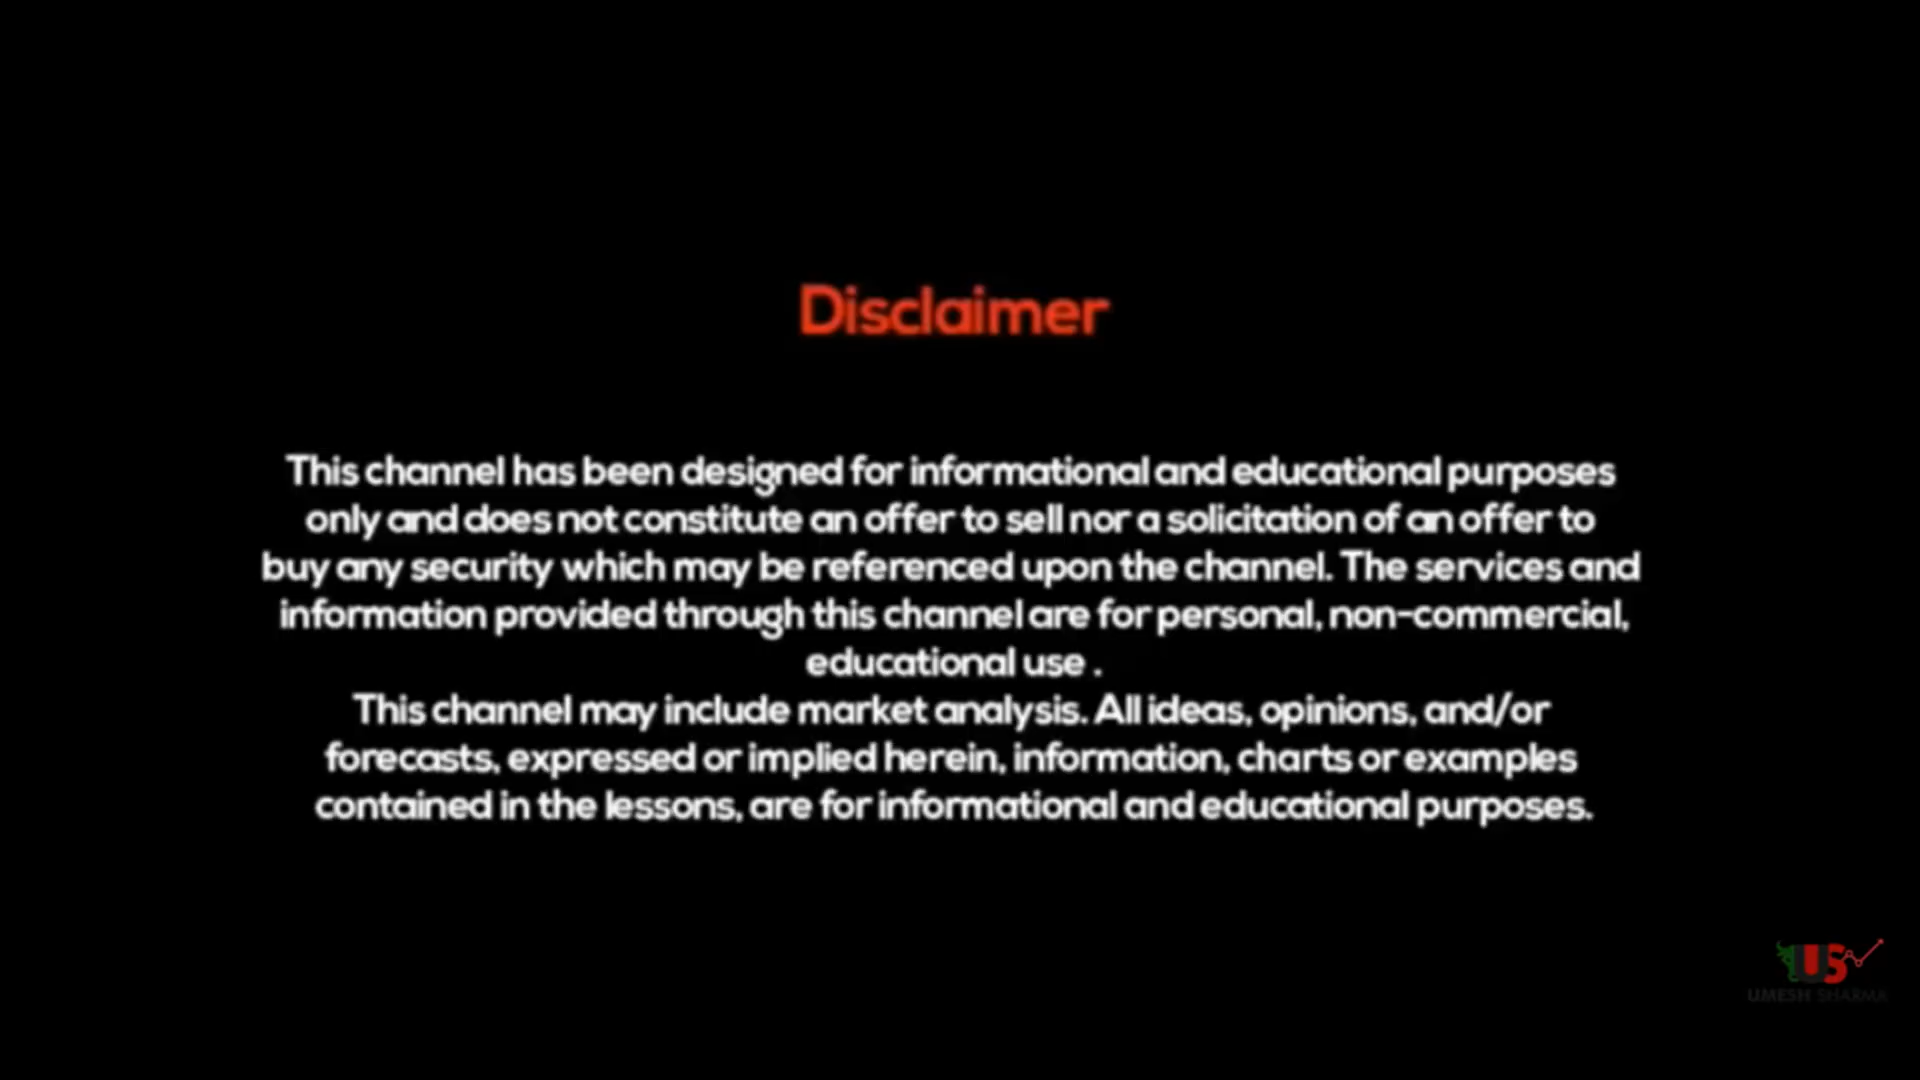 Disclaimer
This channel has been designed for informational and educational purposes
only and does not constitute an offer to sell nor a solicitation of an offer to
buy any security which may be referenced upon the channel. The services and
information provided through this channel are for personal, non-commercial,
educational use .
This channel may include market analysis. All ideas, opinions, and/or
forecasts, expressed or implied herein, information, charts or examples
contained in the lessons, are for informational and educational purposes.
US
UMESH SHARMA